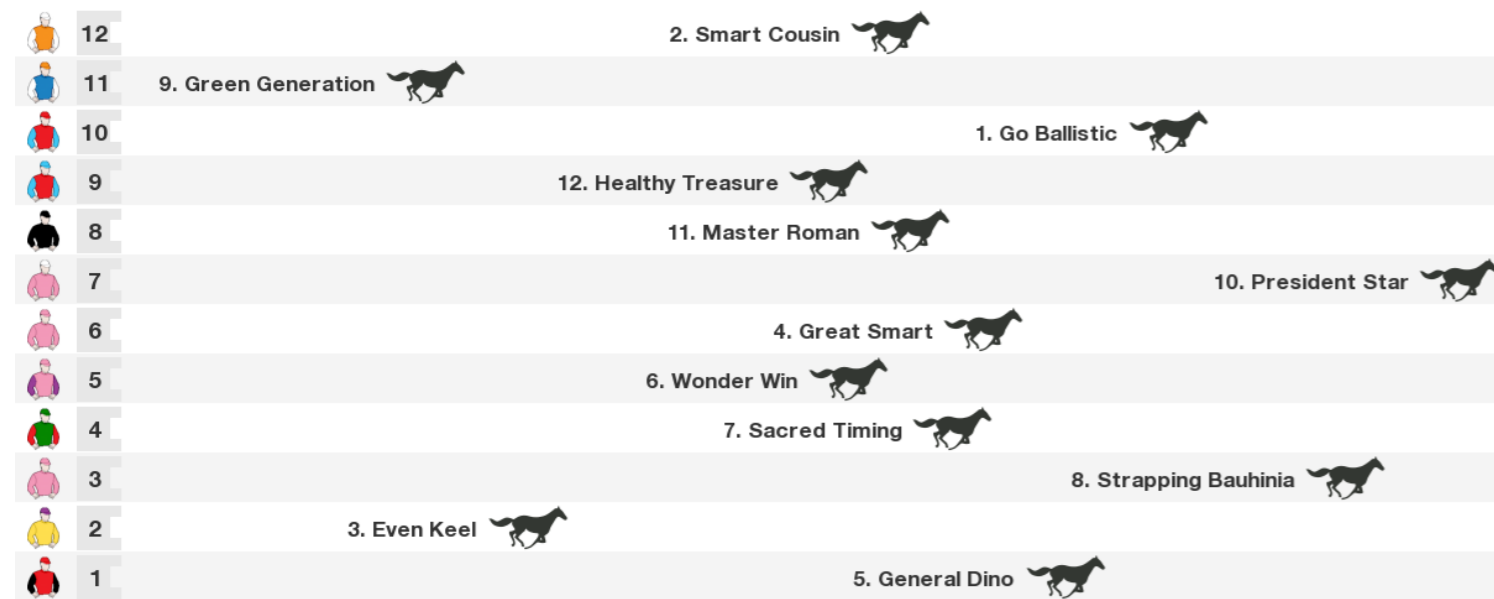 12 2. Smart Cousin
11 9. Green Generation
10 1. Go Ballistic
9 12. Healthy Treasure
8 11. Master Roman
7 10. President Star
6 4. Great Smart
5 6. Wonder Win
4 7. Sacred Timing
3 8. Strapping Bauhinia
2 3. Even Keel
1 5. General Dino